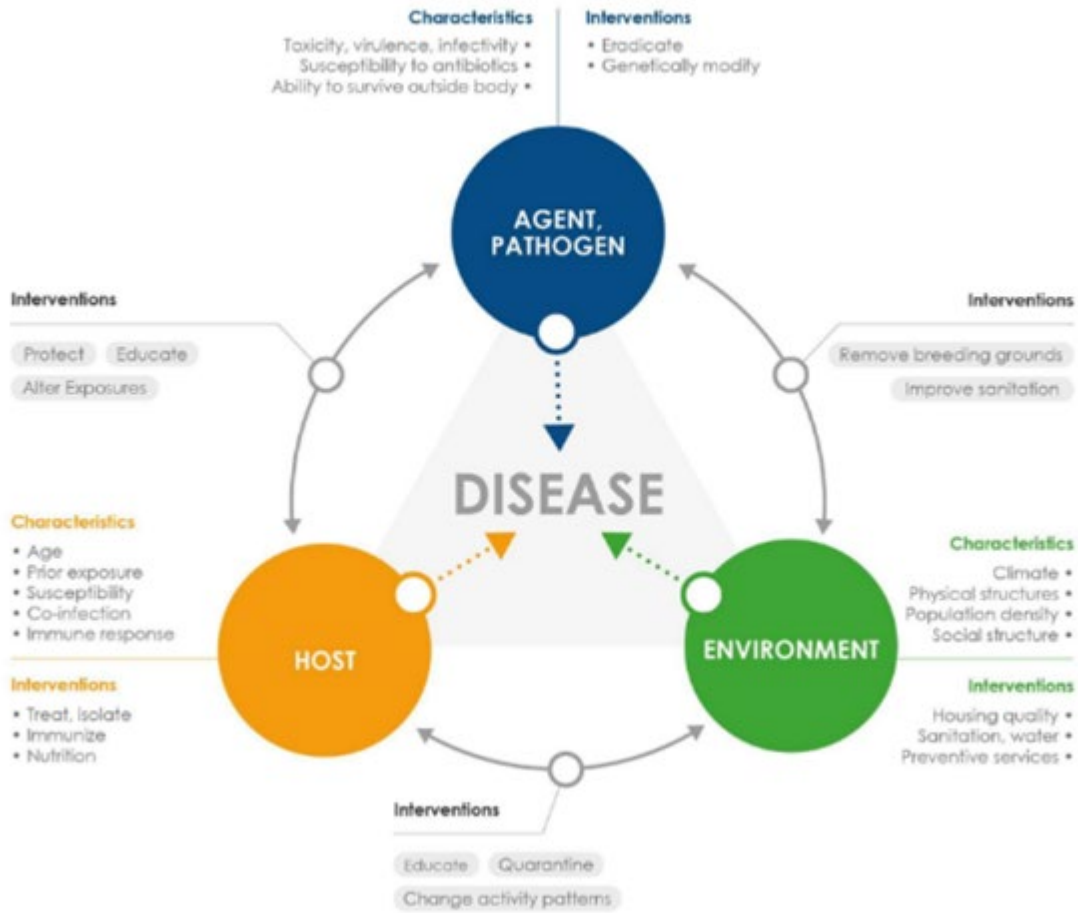 Characteristics
Toxicity, virulence, infectivity •
Susceptibility to antibiotics •
Ability to survive outside body •
Interventions
• Eradicate
• Genetically modify
AGENT,
PATHOGEN
Interventions
Protect Educate
Alter Exposures
Interventions
Remove breeding grounds
Improve sanitation
DISEASE
Characteristics
• Age
• Prior exposure
• Susceptibility
• Co-infection
• Immune response
HOST
Interventions
• Treat, isolate
• Immunize
• Nutrition
Characteristics
Climate •
Physical structures •
Population density •
Social structure •
ENVIRONMENT
Interventions
Housing quality •
Sanitation, water •
Preventive services •
Interventions
Educate Quarantine
Change activity patterns